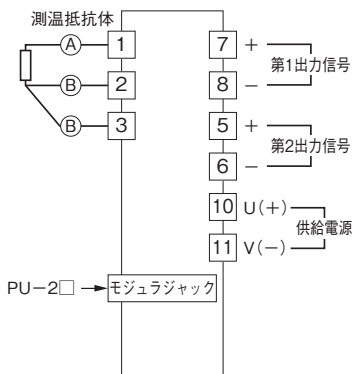 測温抵抗体
A 1
B 2
B 3
7 +
8 −
第1出力信号
5 +
6 −
第2出力信号
10 U(+)
11 V(−)
供給電源
PU−2□
モジュラジャック